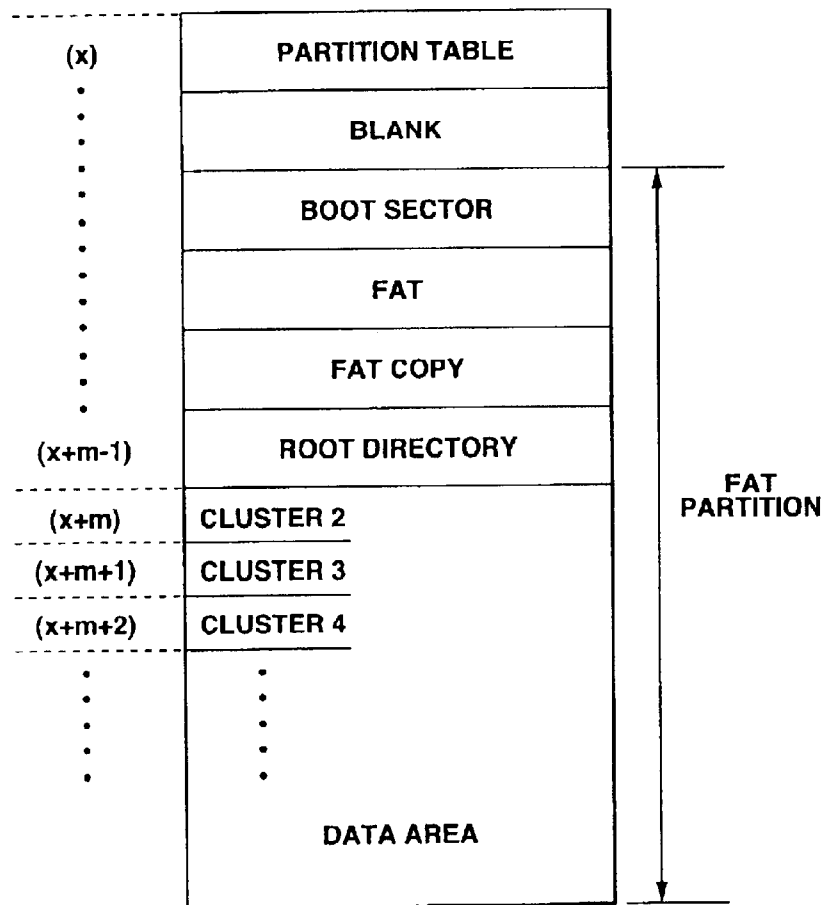 (x) PARTITION TABLE
BLANK
BOOT SECTOR
FAT
FAT COPY
(x+m-1) ROOT DIRECTORY
FAT
PARTITION
(x+m) CLUSTER 2
(x+m+1) CLUSTER 3
(x+m+2) CLUSTER 4
DATA AREA